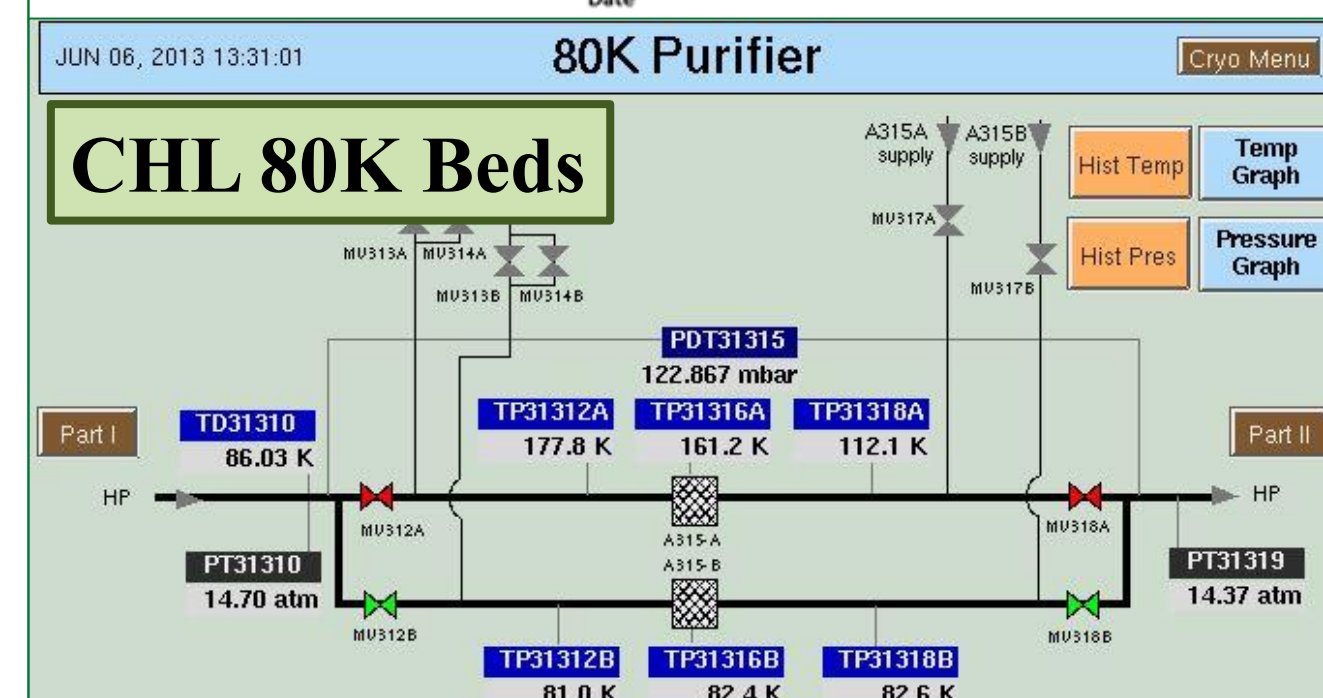 Date
JUN 06, 2013 13:31:01
80K Purifier
Cryo Menu
CHL 80K Beds
A315A supply
A315B supply
Hist Temp
Temp Graph
MV317A
MV313A
MV314A
Hist Pres
Pressure Graph
MV313B
MV314B
MV317B
PDT31315
122.867 mbar
Part I
TD31310
86.03 K
TP31312A
177.8 K
TP31316A
161.2 K
TP31318A
112.1 K
Part II
HP
HP
MV312A
A315-A
MV318A
PT31310
14.70 atm
A315-B
PT31319
14.37 atm
MV312B
MV318B
TP31312B
81.0 K
TP31316B
82.4 K
TP31318B
82.6 K